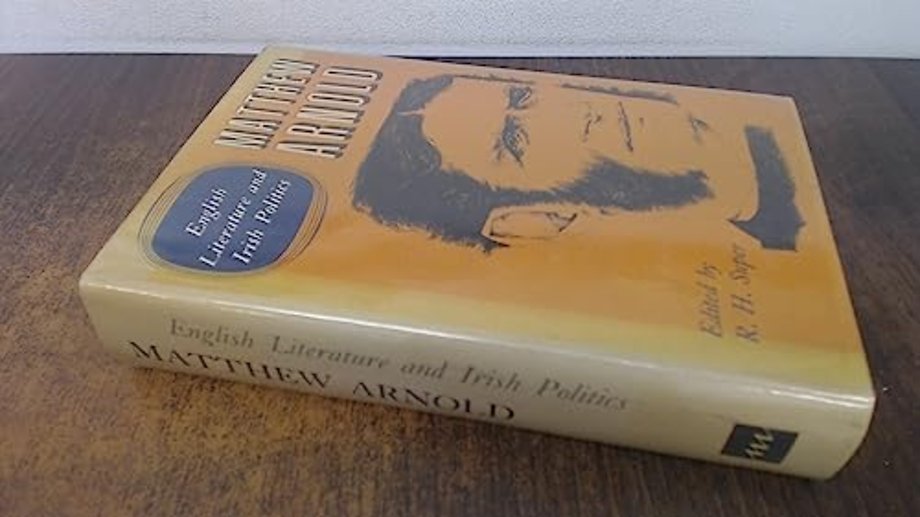 MATTHEW
ARNOLD
English
Literature and
Irish Politics
Edited by
R. H. Super
English Literature and Irish Politics
MATTHEW ARNOLD
m